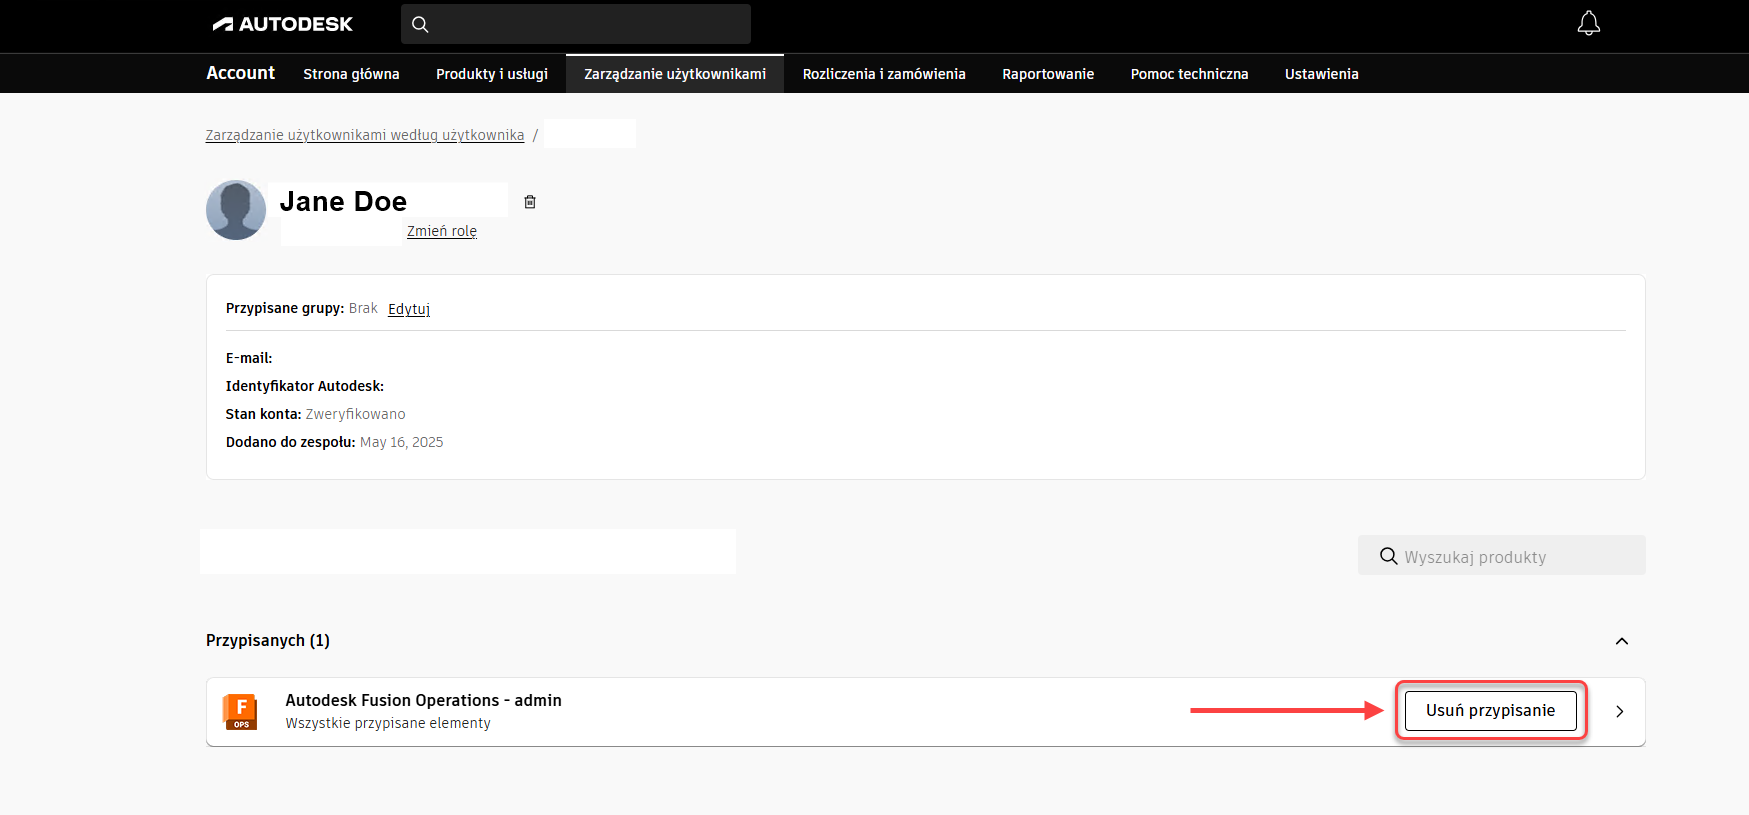 AUTODESK
Account Strona główna Produkty i usługi Zarządzanie użytkownikami Rozliczenia i zamówienia Raportowanie Pomoc techniczna Ustawienia
Zarządzanie użytkownikami według użytkownika /
Jane Doe
Zmień rolę
Przypisane grupy: Brak Edytuj
E-mail:
Identyfikator Autodesk:
Stan konta: Zweryfikowano
Dodano do zespołu: May 16, 2025
Wyszukaj produkty
Przypisanych (1)
F
OPS
Autodesk Fusion Operations - admin
Wszystkie przypisane elementy
Usuń przypisanie